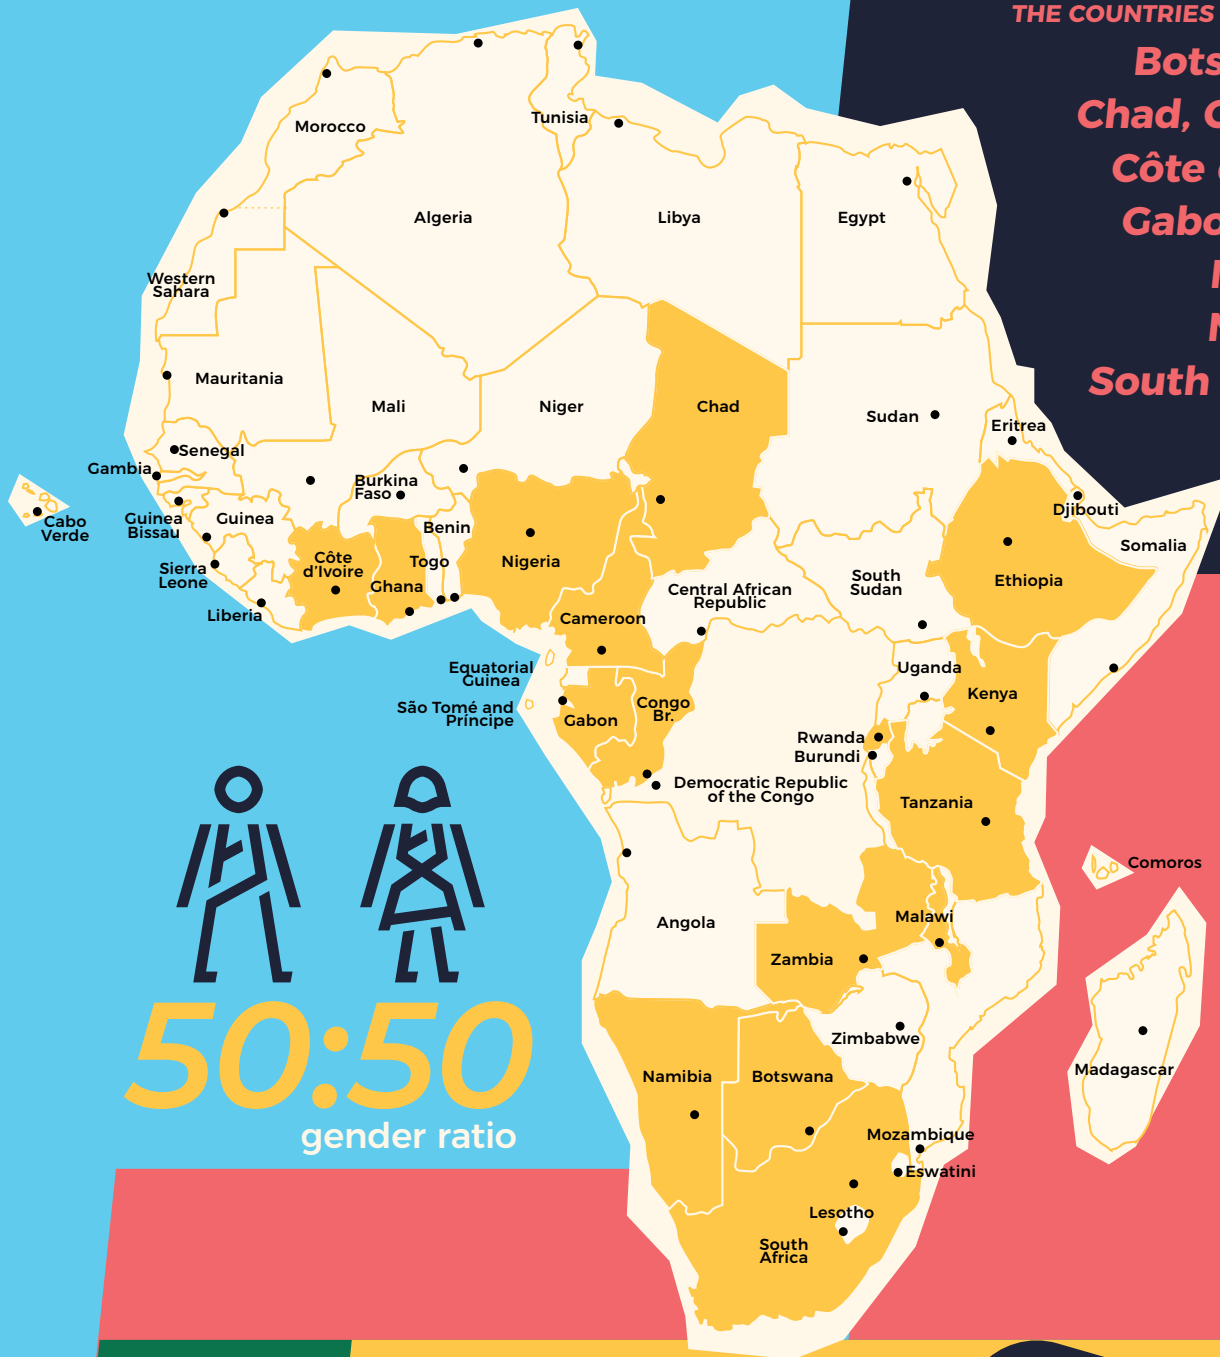 THE COUNTRIES
Bots
Chad, C
Côte
Gabo
South
Tunisia
Morocco
Algeria
Libya
Egypt
Western
Sahara
Mauritania
Mali
Niger
Chad
Sudan
Eritrea
Senegal
Gambia
Burkina
Faso
Djibouti
Cabo
Verde
Guinea
Bissau
Guinea
Benin
Somalia
Côte
d’Ivoire
Togo
Nigeria
Ghana
Sierra
Leone
Liberia
Central African
Republic
South
Sudan
Ethiopia
Cameroon
Equatorial
Guinea
São Tomé and
Príncipe
Gabon
Congo
Br.
Uganda
Kenya
Rwanda
Burundi
Democratic Republic
of the Congo
Tanzania
Comoros
Angola
Malawi
Zambia
Zimbabwe
Madagascar
Namibia
Botswana
Mozambique
Eswatini
Lesotho
South
Africa
50:50
gender ratio